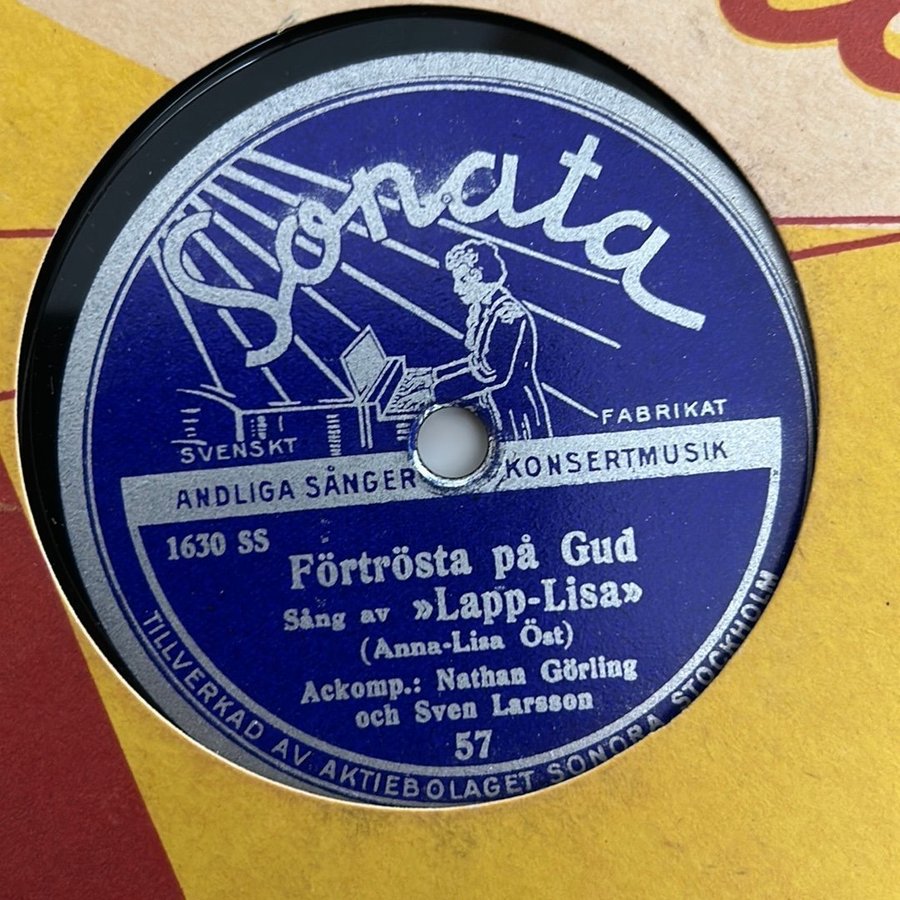 Sonata
SVENSKT FABRIKAT
ANDLIGA SÅNGER KONSERTMUSIK
1630 SS
Förtrösta på Gud
Sång av »Lapp-Lisa»
(Anna-Lisa Öst)
Ackomp.: Nathan Görling
och Sven Larsson
57
TILLVERKAD AV AKTIEBOLAGET SONORA STOCKHOLM